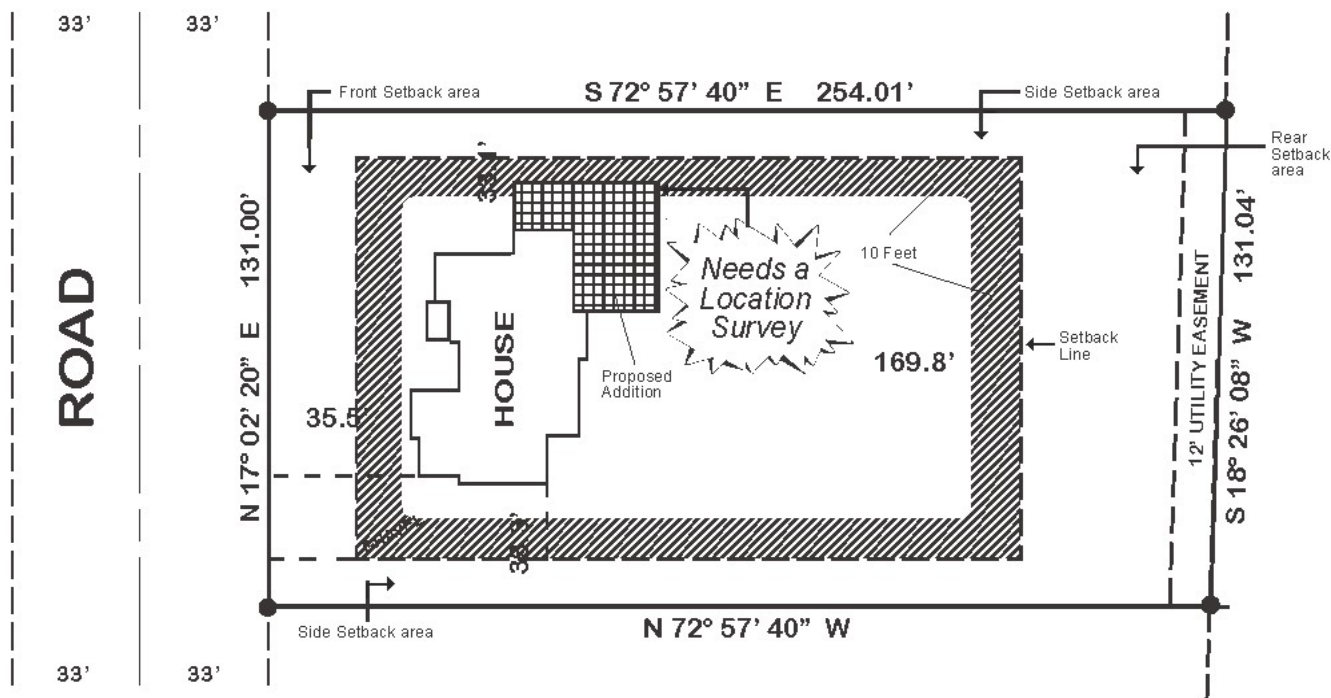 33’ 33’
Front Setback area
S 72° 57’ 40” E 254.01’
Side Setback area
Rear
Setback
area
ROAD
N 17° 02’ 20” E 131.00’
Needs a
Location
Survey
10 Feet
HOUSE
Proposed
Addition
169.8’
Setback
Line
12' UTILITY EASEMENT
S 18° 26’ 08” W 131.04’
35.5’
Side Setback area
N 72° 57’ 40” W
33’ 33’